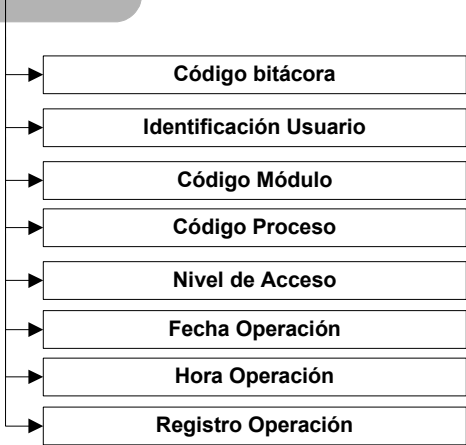 Código bitácora
Identificación Usuario
Código Módulo
Código Proceso
Nivel de Acceso
Fecha Operación
Hora Operación
Registro Operación